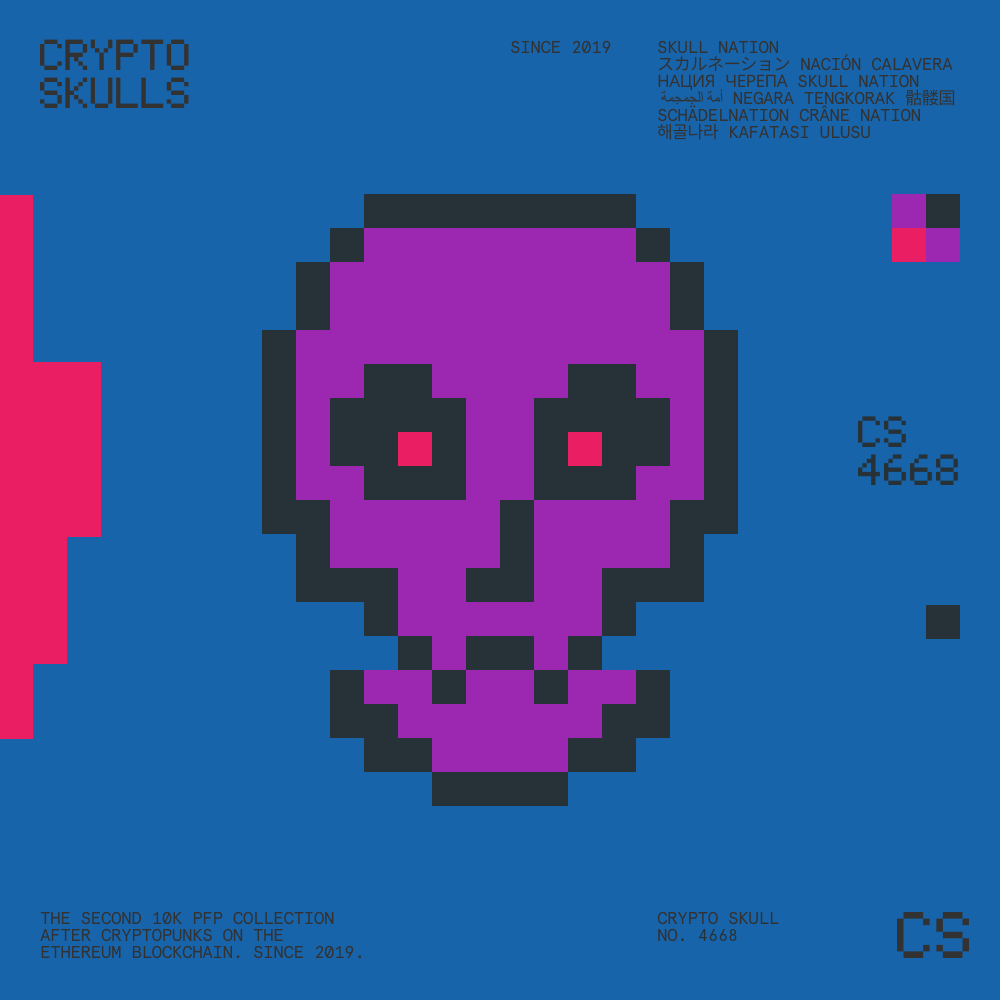 CRYPTO
SKULLS
SINCE 2019
SKULL NATION
スカルネーション NACIÓN CALAVERA
НАЦИЯ ЧЕРЕПА SKULL NATION
أمة الجمجمة NEGARA TENGKORAK 骷髅国
SCHÄDELNATION CRÂNE NATION
해골나라 KAFATASI ULUSU
CS
4668
THE SECOND 10K PFP COLLECTION
AFTER CRYPTOPUNKS ON THE
ETHEREUM BLOCKCHAIN. SINCE 2019.
CRYPTO SKULL
NO. 4668
CS